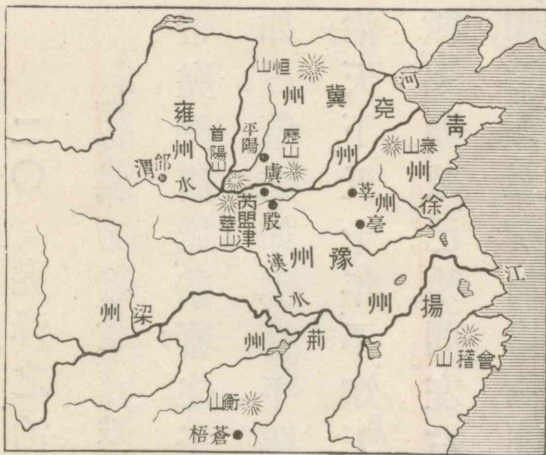 冀州
兗州
青州
徐州
揚州
荊州
豫州
梁州
雍州
河
江
漢水
渭水
恒山
泰山
歷山
首陽山
華山
衡山
會稽山
平陽
虞
芮
盟津
殷
莘
亳
邰
蒼梧